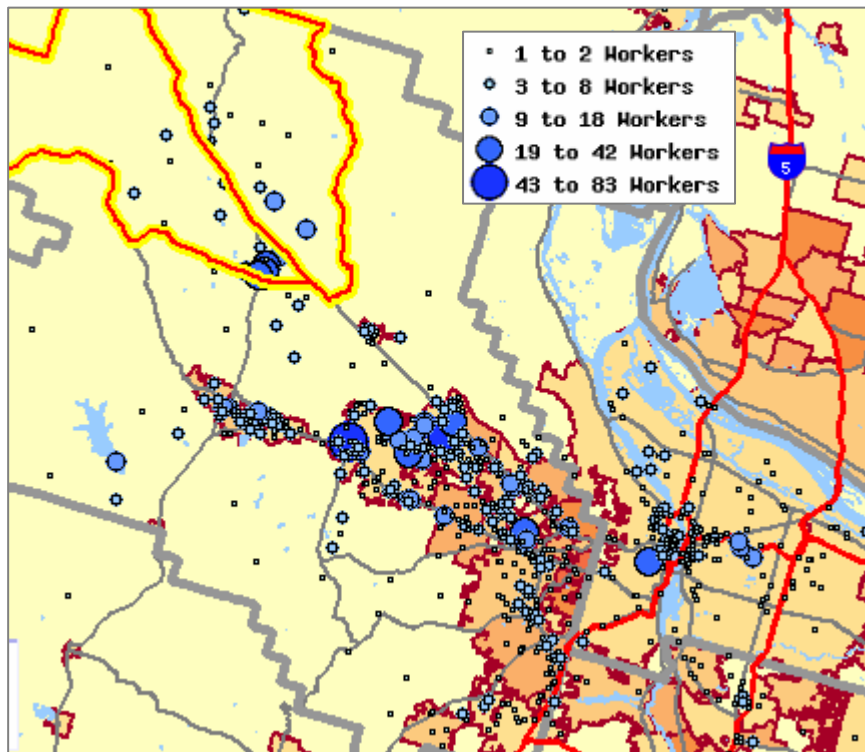 1 to 2 Workers
3 to 8 Workers
9 to 18 Workers
19 to 42 Workers
43 to 83 Workers
5